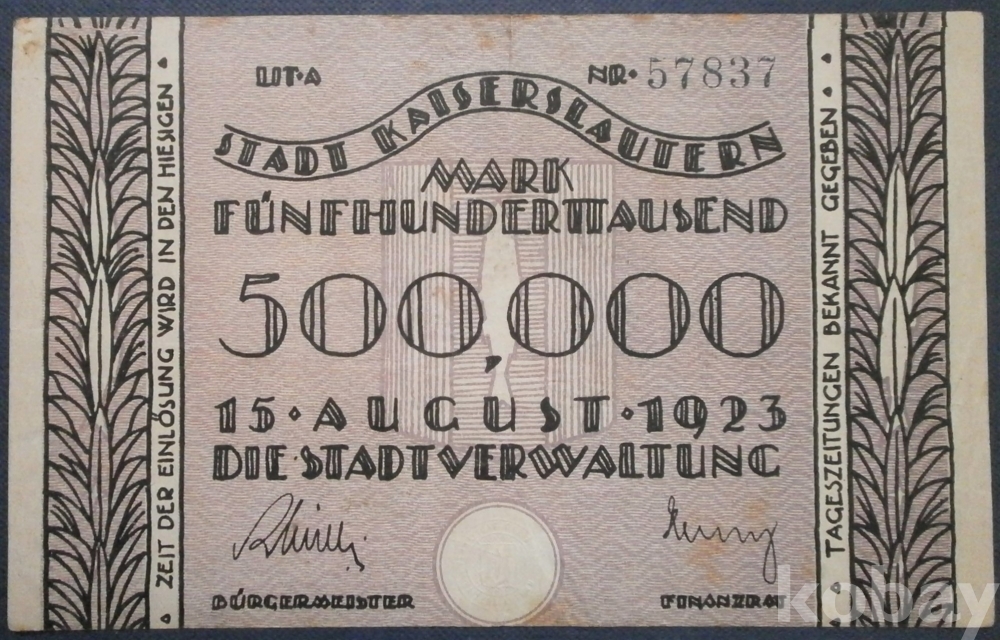 LIT·A
NR· 57837
STADT KAISERSLAUTERN
MARK
FÜNFHUNDERTTAUSEND
500,000
15·AUGUST·1923
DIE·STADTVERWALTUNG
BÜRGERMEISTER
FINANZRAT
ZEIT DER EINLÖSUNG WIRD IN DEN HIESIGEN
TAGESZEITUNGEN BEKANNT GEGEBEN
kobay